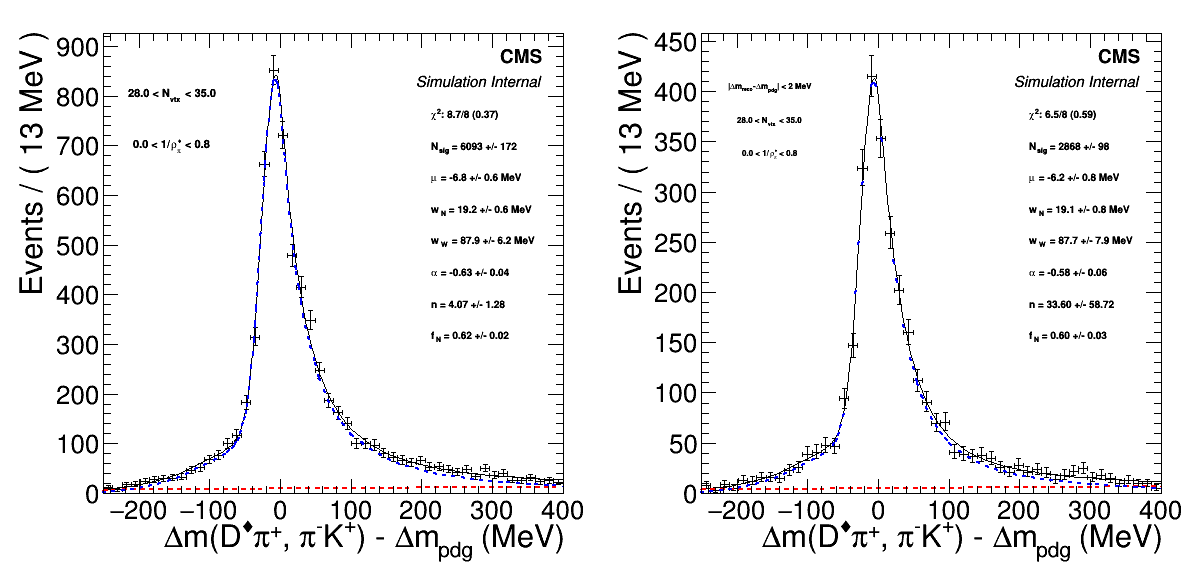 CMS
Simulation Internal
28.0 < N_vtx < 35.0
0.0 < 1/ρ_π^♦ < 0.8
χ²: 8.7/8 (0.37)
N_sig = 6093 +/- 172
μ = -6.8 +/- 0.6 MeV
w_N = 19.2 +/- 0.6 MeV
w_W = 87.9 +/- 6.2 MeV
α = -0.63 +/- 0.04
n = 4.07 +/- 1.28
f_N = 0.62 +/- 0.02
Events / ( 13 MeV )
900
800
700
600
500
400
300
200
100
0
−200 −100 0 100 200 300 400
Δm(D♦π⁺, π⁻K⁺) - Δm_pdg (MeV)
CMS
Simulation Internal
|Δm_reco-Δm_pdg| < 2 MeV
28.0 < N_vtx < 35.0
0.0 < 1/ρ_π^♦ < 0.8
χ²: 6.5/8 (0.59)
N_sig = 2868 +/- 98
μ = -6.2 +/- 0.8 MeV
w_N = 19.1 +/- 0.8 MeV
w_W = 87.7 +/- 7.9 MeV
α = -0.58 +/- 0.06
n = 33.60 +/- 58.72
f_N = 0.60 +/- 0.03
Events / ( 13 MeV )
450
400
350
300
250
200
150
100
50
0
−200 −100 0 100 200 300 400
Δm(D♦π⁺, π⁻K⁺) - Δm_pdg (MeV)